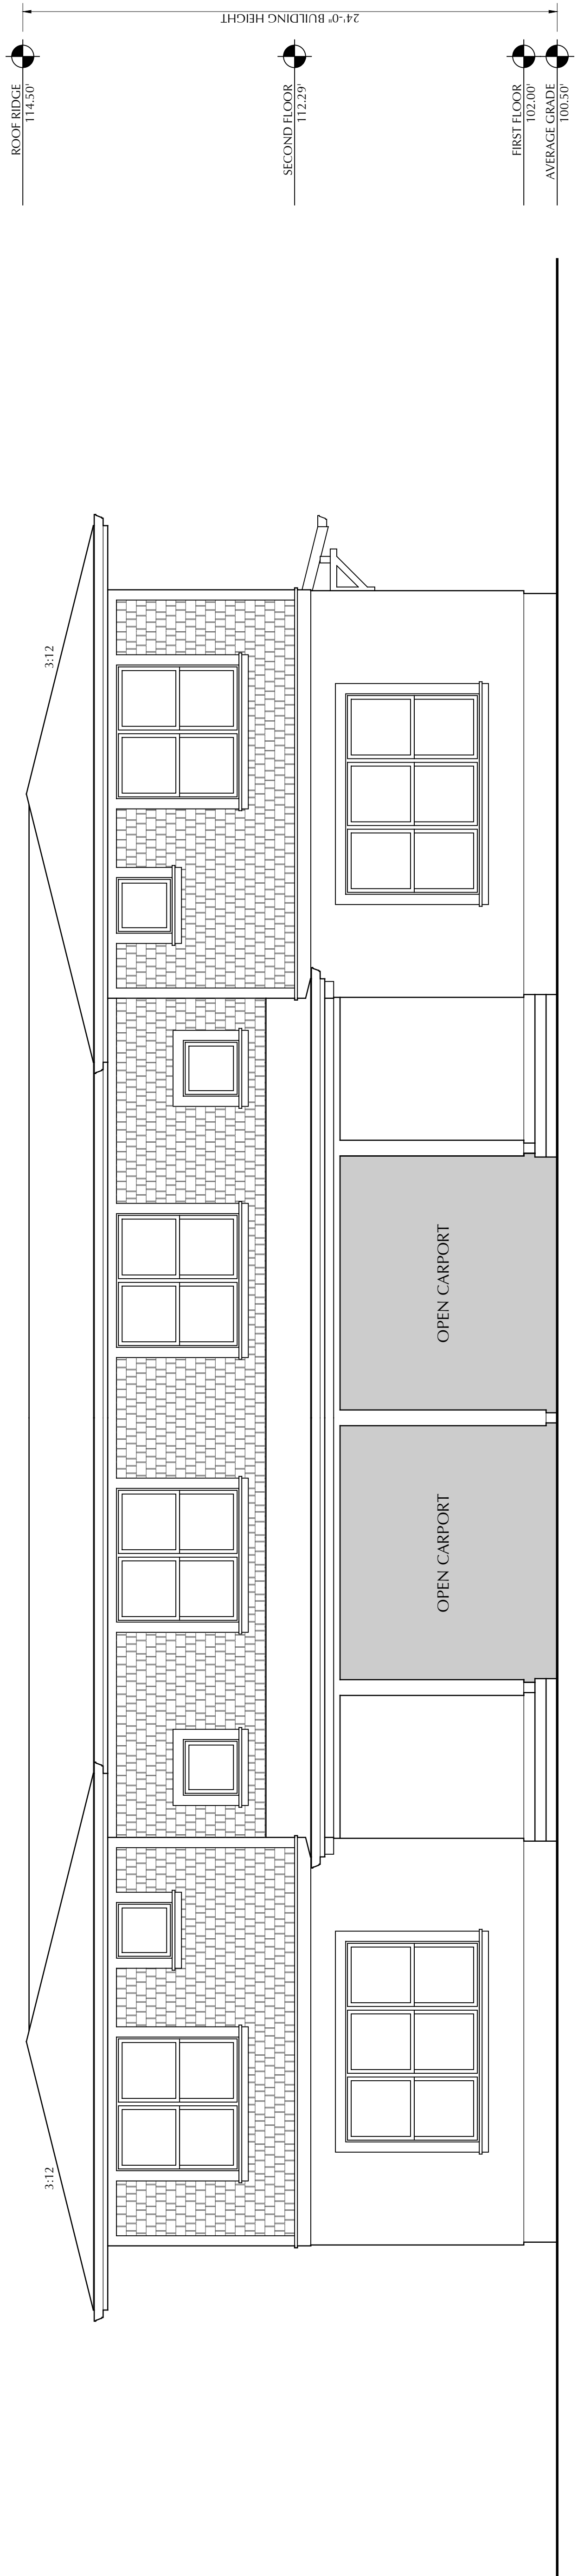 24'-0" BUILDING HEIGHT
ROOF RIDGE
114.50'
SECOND FLOOR
112.29'
FIRST FLOOR
102.00'
AVERAGE GRADE
100.50'
3:12
OPEN CARPORT
OPEN CARPORT
3:12